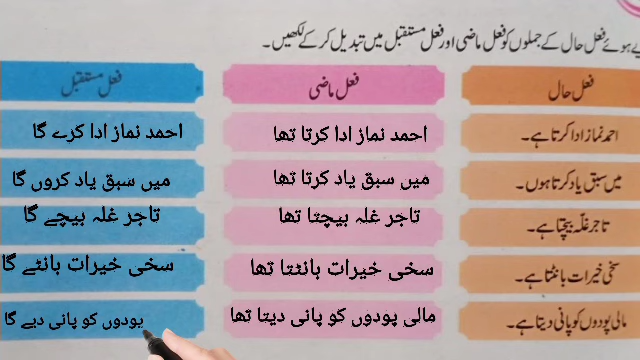 ہوئے فعل حال کے جملوں کو فعل ماضی اور فعل مستقبل میں تبدیل کر کے لکھیں۔
فعل حال فعل ماضی فعل مستقبل
احمد نماز ادا کرتا ہے۔ احمد نماز ادا کرتا تھا احمد نماز ادا کرے گا
میں سبق یاد کرتا ہوں۔ میں سبق یاد کرتا تھا میں سبق یاد کروں گا
تاجر غلّہ بیچتا ہے۔ تاجر غلہ بیچتا تھا تاجر غلہ بیچے گا
سخی خیرات بانٹتا ہے۔ سخی خیرات بانٹتا تھا سخی خیرات بانٹے گا
مالی پودوں کو پانی دیتا ہے۔ مالی پودوں کو پانی دیتا تھا پودوں کو پانی دیے گا